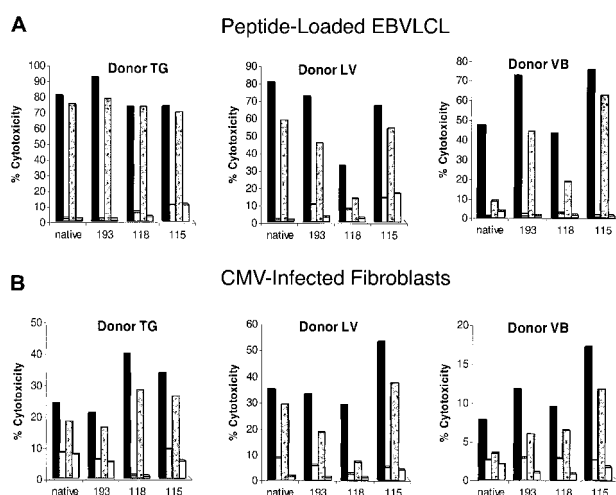 A
Peptide-Loaded EBVLCL
Donor TG
Donor LV
Donor VB
% Cytotoxicity
100
90
80
70
60
50
40
30
20
10
0
native 193 118 115
% Cytotoxicity
90
80
70
60
50
40
30
20
10
0
native 193 118 115
% Cytotoxicity
80
70
60
50
40
30
20
10
0
native 193 118 115
B
CMV-Infected Fibroblasts
Donor TG
Donor LV
Donor VB
% Cytotoxicity
50
40
30
20
10
0
native 193 118 115
% Cytotoxicity
60
50
40
30
20
10
0
native 193 118 115
% Cytotoxicity
20
15
10
5
0
native 193 118 115